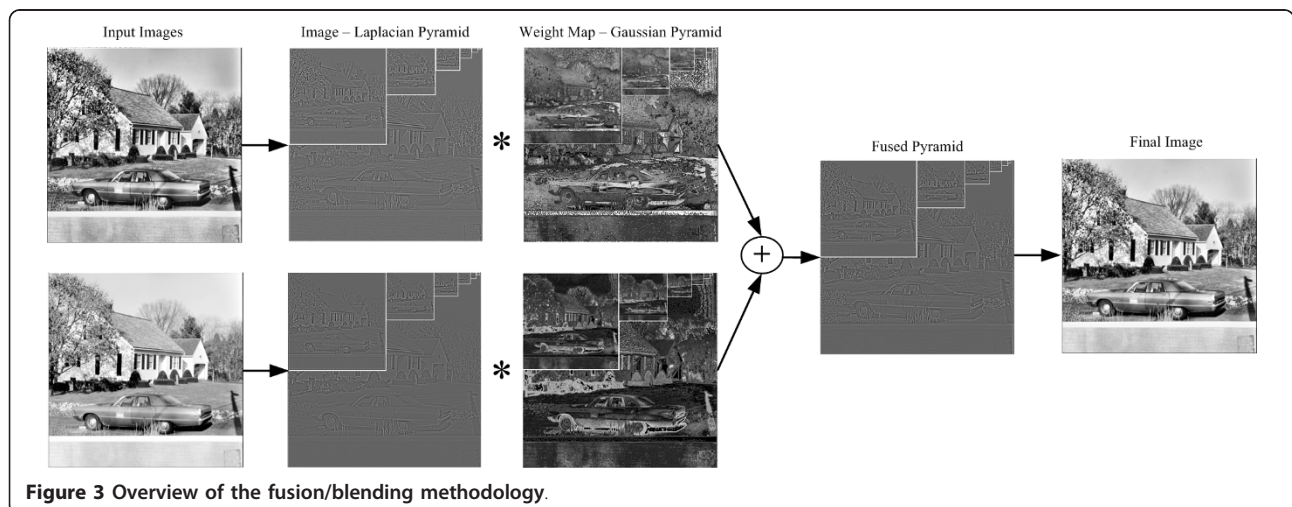 Input Images
Image – Laplacian Pyramid
Weight Map – Gaussian Pyramid
*
+
Fused Pyramid
Final Image
*
Figure 3 Overview of the fusion/blending methodology.